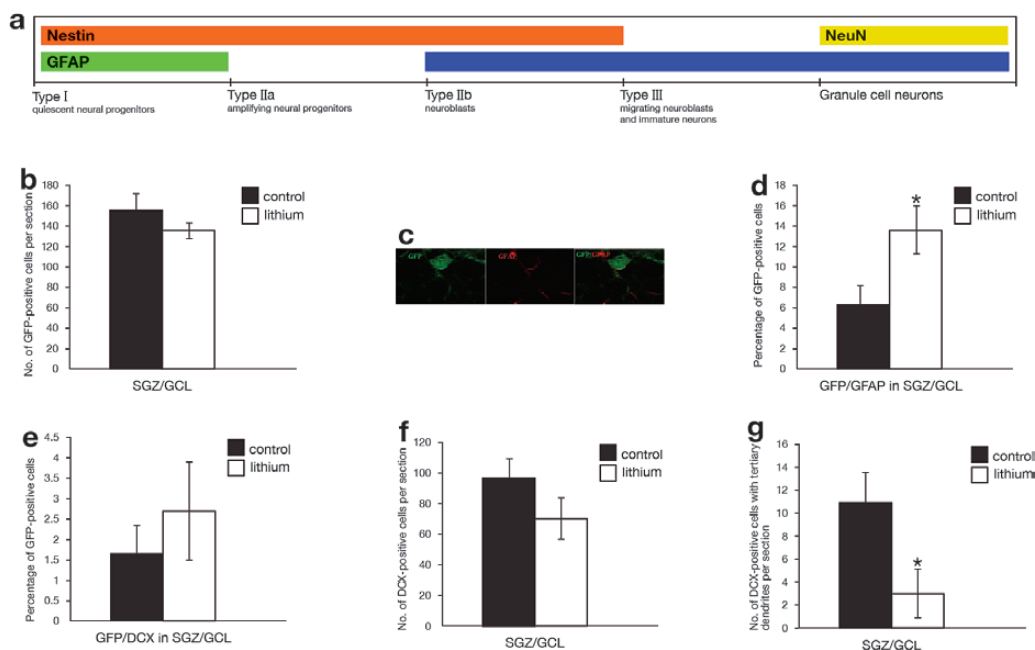 a
Nestin
NeuN
GFAP
Type I
quiescent neural progenitors
Type IIa
amplifying neural progenitors
Type IIb
neuroblasts
Type III
migrating neuroblasts
and immature neurons
Granule cell neurons
b
No. of GFP-positive cells per section
180
160
140
120
100
80
60
40
20
0
SGZ/GCL
control
lithium
c
GFP
GFAP
GFP/GFAP
d
Percentage of GFP-positive cells
18
16
14
12
10
8
6
4
2
0
*
GFP/GFAP in SGZ/GCL
control
lithium
e
Percentage of GFP-positive cells
4.5
4
3.5
3
2.5
2
1.5
1
0.5
GFP/DCX in SGZ/GCL
control
lithium
f
No. of DCX-positive cells per section
120
100
80
60
40
20
0
SGZ/GCL
control
lithium
g
No. of DCX-positive cells with tertiary
dendrites per section
16
14
12
10
8
6
4
2
0
*
SGZ/GCL
control
lithium